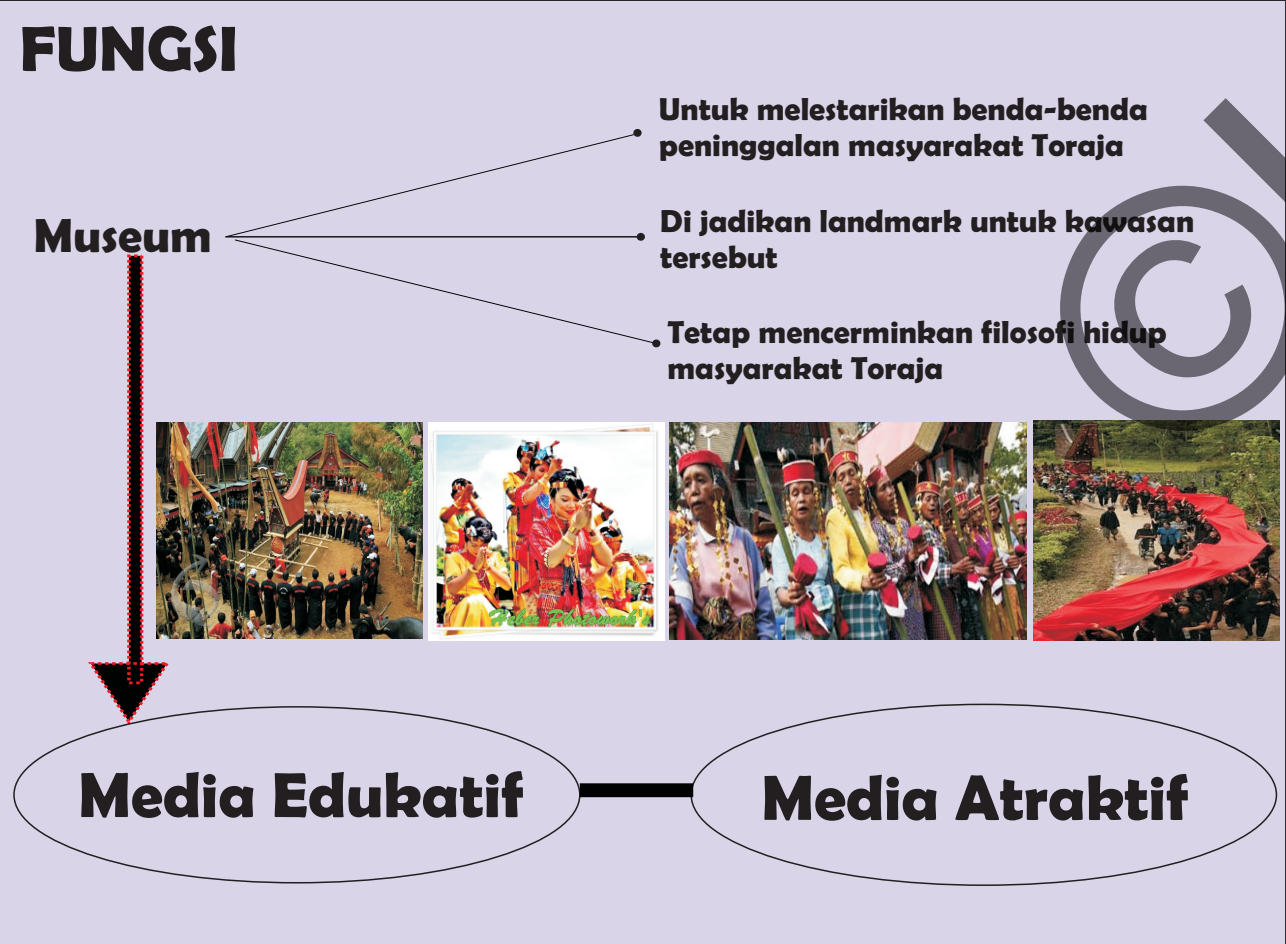 FUNGSI
Untuk melestarikan benda-benda
peninggalan masyarakat Toraja
Museum
Di jadikan landmark untuk kawasan
tersebut
Tetap mencerminkan filosofi hidup
masyarakat Toraja
Media Edukatif
Media Atraktif